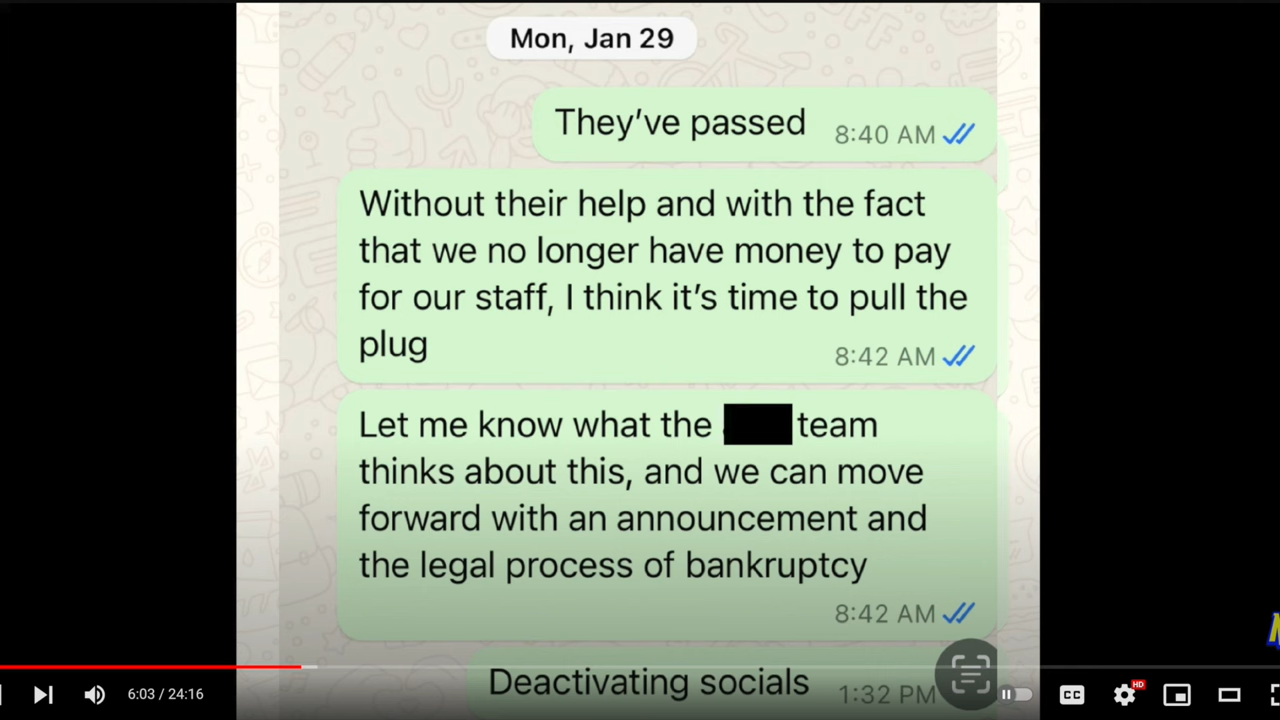 Mon, Jan 29
They've passed
8:40 AM
Without their help and with the fact
that we no longer have money to pay
for our staff, I think it's time to pull the
plug
8:42 AM
Let me know what the team
thinks about this, and we can move
forward with an announcement and
the legal process of bankruptcy
8:42 AM
Deactivating socials
1:32 PM
6:03 / 24:16
CC
HD